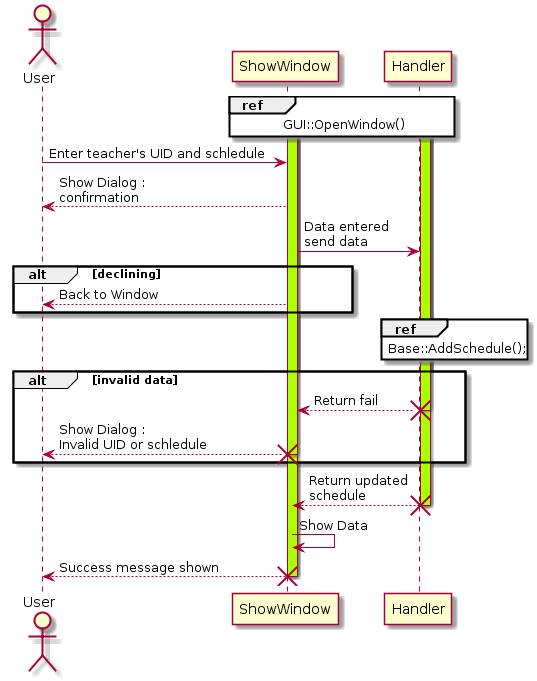 User
ShowWindow
Handler
ref
GUI::OpenWindow()
Enter teacher's UID and schledule
Show Dialog :
confirmation
Data entered
send data
alt [declining]
Back to Window
ref
Base::AddSchedule();
alt [invalid data]
Return fail
Show Dialog :
Invalid UID or schledule
Return updated
schedule
Show Data
Success message shown
User
ShowWindow
Handler